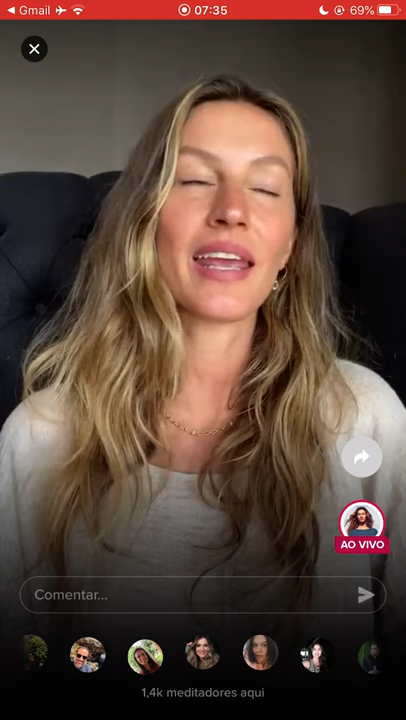 Gmail
07:35
69%
AO VIVO
Comentar...
1,4k meditadores aqui